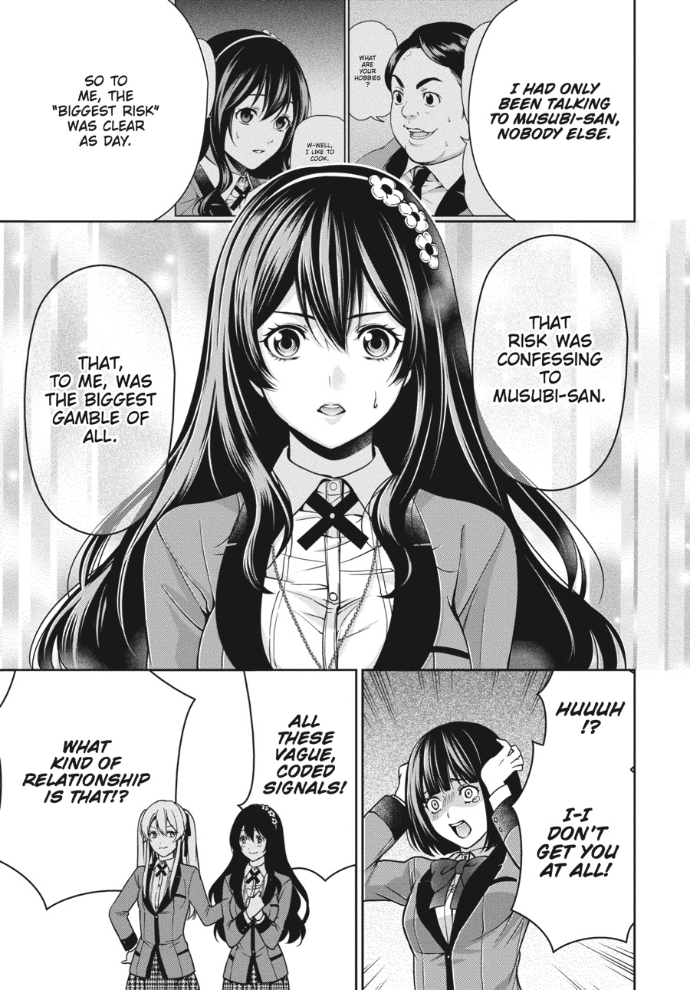 I HAD ONLY
BEEN TALKING
TO MUSUBI-SAN,
NOBODY ELSE.
WHAT
ARE
YOUR
HOBBIES
?
W-WELL,
I LIKE TO
COOK.
SO TO
ME, THE
"BIGGEST RISK"
WAS CLEAR
AS DAY.
THAT
RISK WAS
CONFESSING
TO
MUSUBI-SAN.
THAT,
TO ME, WAS
THE BIGGEST
GAMBLE OF
ALL.
HUUUH
!?
I-I
DON'T
GET YOU
AT ALL!
ALL
THESE
VAGUE,
CODED
SIGNALS!
WHAT
KIND OF
RELATIONSHIP
IS THAT!?